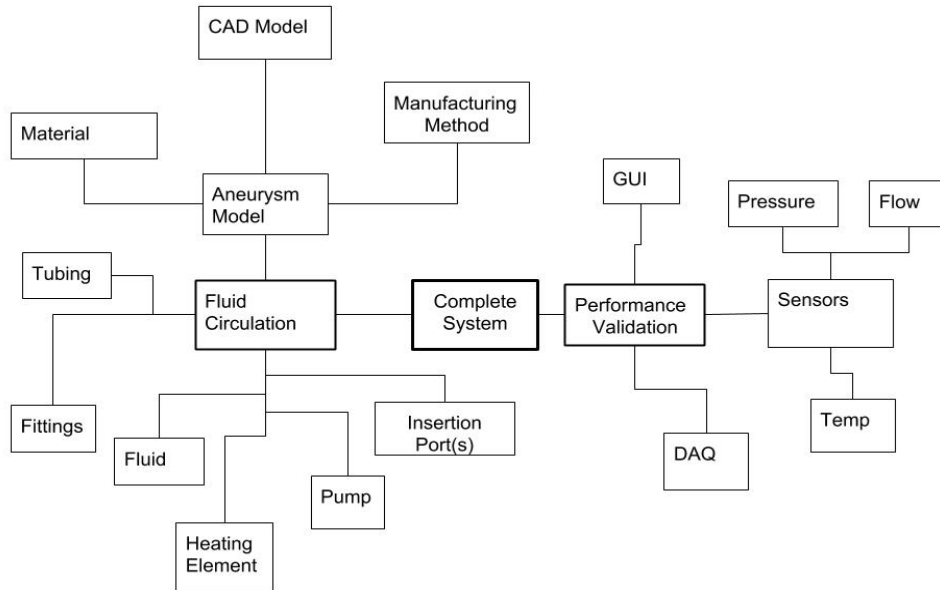 CAD Model
Manufacturing
Method
Material
Aneurysm
Model
GUI
Pressure
Flow
Tubing
Fluid
Circulation
Complete
System
Performance
Validation
Sensors
Fittings
Fluid
Insertion
Port(s)
Temp
DAQ
Pump
Heating
Element